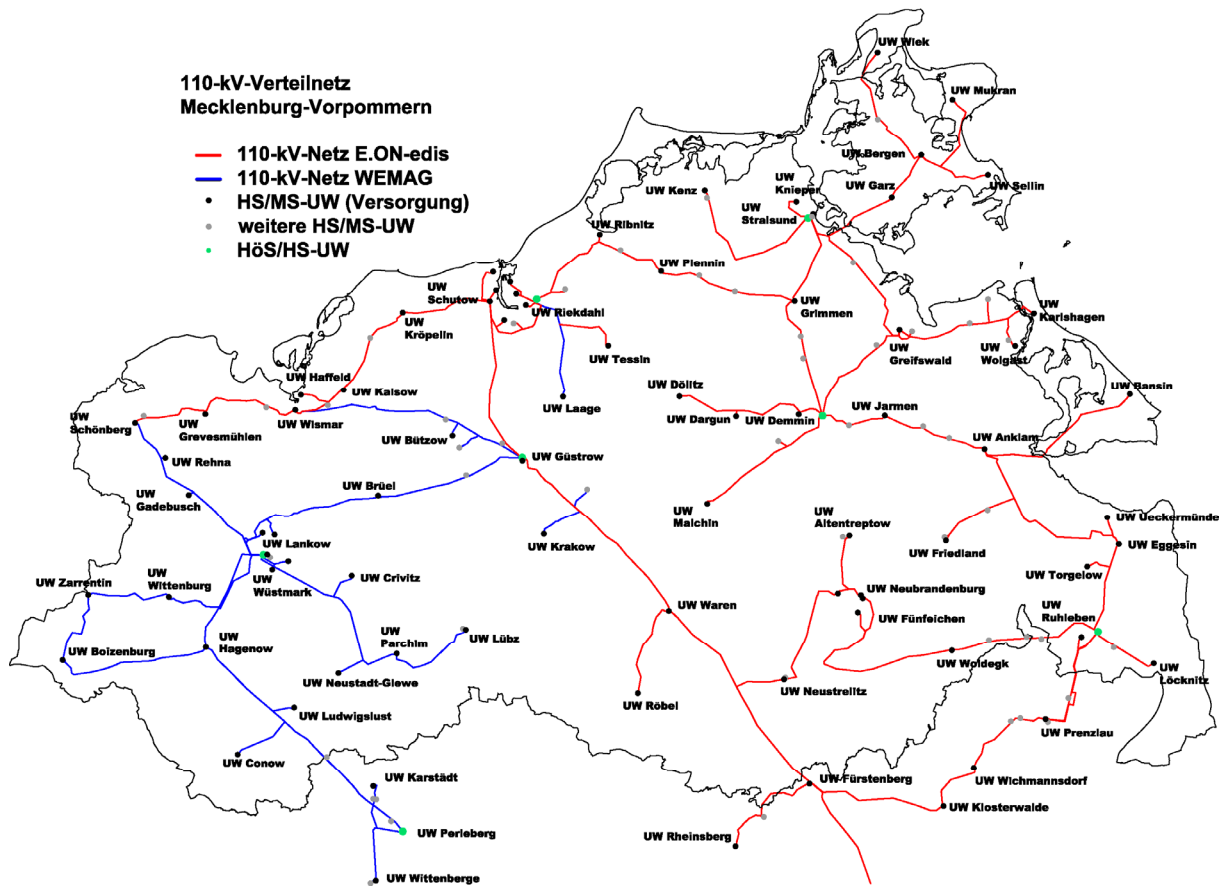 110-kV-Verteilnetz
Mecklenburg-Vorpommern
110-kV-Netz E.ON-edis
110-kV-Netz WEMAG
HS/MS-UW (Versorgung)
weitere HS/MS-UW
HöS/HS-UW
UW Wiek
UW Mukran
UW Bergen
UW Sellin
UW Garz
UW
Knieper
UW Kenz
UW
Stralsund
UW Ribnitz
UW Plennin
UW
Schutow
UW Riekdahl
UW
Grimmen
UW
Karlshagen
UW
Kröpelin
UW
Greifswald
UW
Wolgast
UW Tessin
UW Haffeld
UW Kalsow
UW Dölitz
UW Bansin
UW Laage
UW
Schönberg
UW
Grevesmühlen
UW Wismar
UW Dargun
UW Demmin
UW Jarmen
UW Bützow
UW Anklam
UW Rehna
UW Güstrow
UW
Gadebusch
UW Brüel
UW
Malchin
UW
Altentreptow
UW Ueckermünde
UW Lankow
UW Krakow
UW Friedland
UW Eggesin
UW Zarrentin
UW
Wittenburg
UW
Wüstmark
UW Crivitz
UW Torgelow
UW Neubrandenburg
UW Waren
UW Fünfeichen
UW
Ruhleben
UW
Hagenow
UW
Parchim
UW Lübz
UW Boizenburg
UW Woldegk
UW
Löcknitz
UW Neustadt-Glewe
UW Neustrelitz
UW Röbel
UW Ludwigslust
UW Prenzlau
UW Conow
UW Karstädt
UW Fürstenberg
UW Wichmannsdorf
UW Klosterwalde
UW Perleberg
UW Rheinsberg
UW Wittenberge